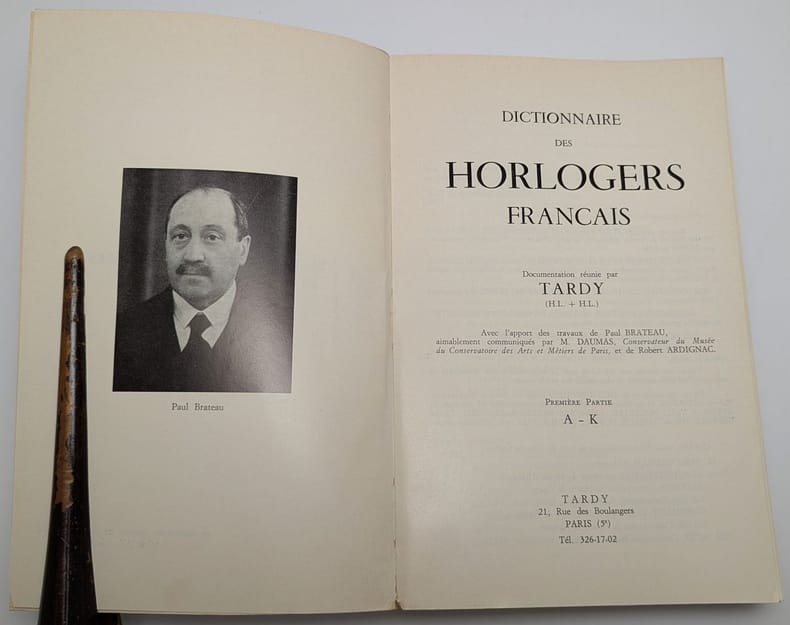 Paul Brateau
DICTIONNAIRE
DES
HORLOGERS
FRANCAIS
Documentation réunie par
TARDY
(H.L. + H.L.)
Avec l'apport des travaux de Paul BRATEAU,
aimablement communiqués par M. DAUMAS, Conservateur du Musée
du Conservatoire des Arts et Métiers de Paris, et de Robert ARDIGNAC.
PREMIÈRE PARTIE
A - K
TARDY
21, Rue des Boulangers
PARIS (5e)
Tél. 326-17-02